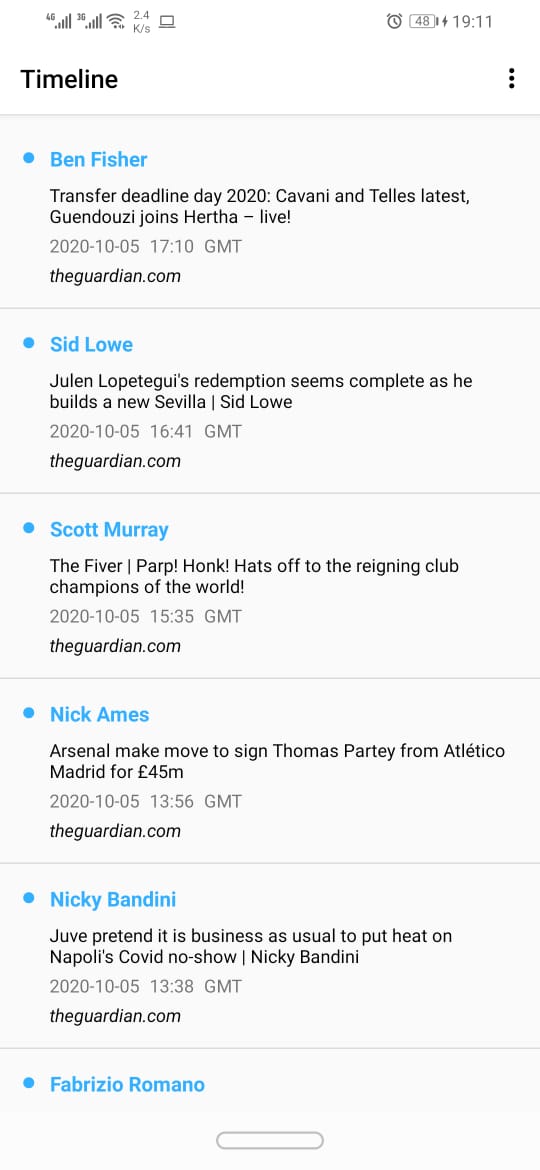 4G 3G 2.4 K/s 48 19:11
Timeline
Ben Fisher
Transfer deadline day 2020: Cavani and Telles latest,
Guendouzi joins Hertha – live!
2020-10-05 17:10 GMT
theguardian.com
Sid Lowe
Julen Lopetegui's redemption seems complete as he
builds a new Sevilla | Sid Lowe
2020-10-05 16:41 GMT
theguardian.com
Scott Murray
The Fiver | Parp! Honk! Hats off to the reigning club
champions of the world!
2020-10-05 15:35 GMT
theguardian.com
Nick Ames
Arsenal make move to sign Thomas Partey from Atlético
Madrid for £45m
2020-10-05 13:56 GMT
theguardian.com
Nicky Bandini
Juve pretend it is business as usual to put heat on
Napoli's Covid no-show | Nicky Bandini
2020-10-05 13:38 GMT
theguardian.com
Fabrizio Romano